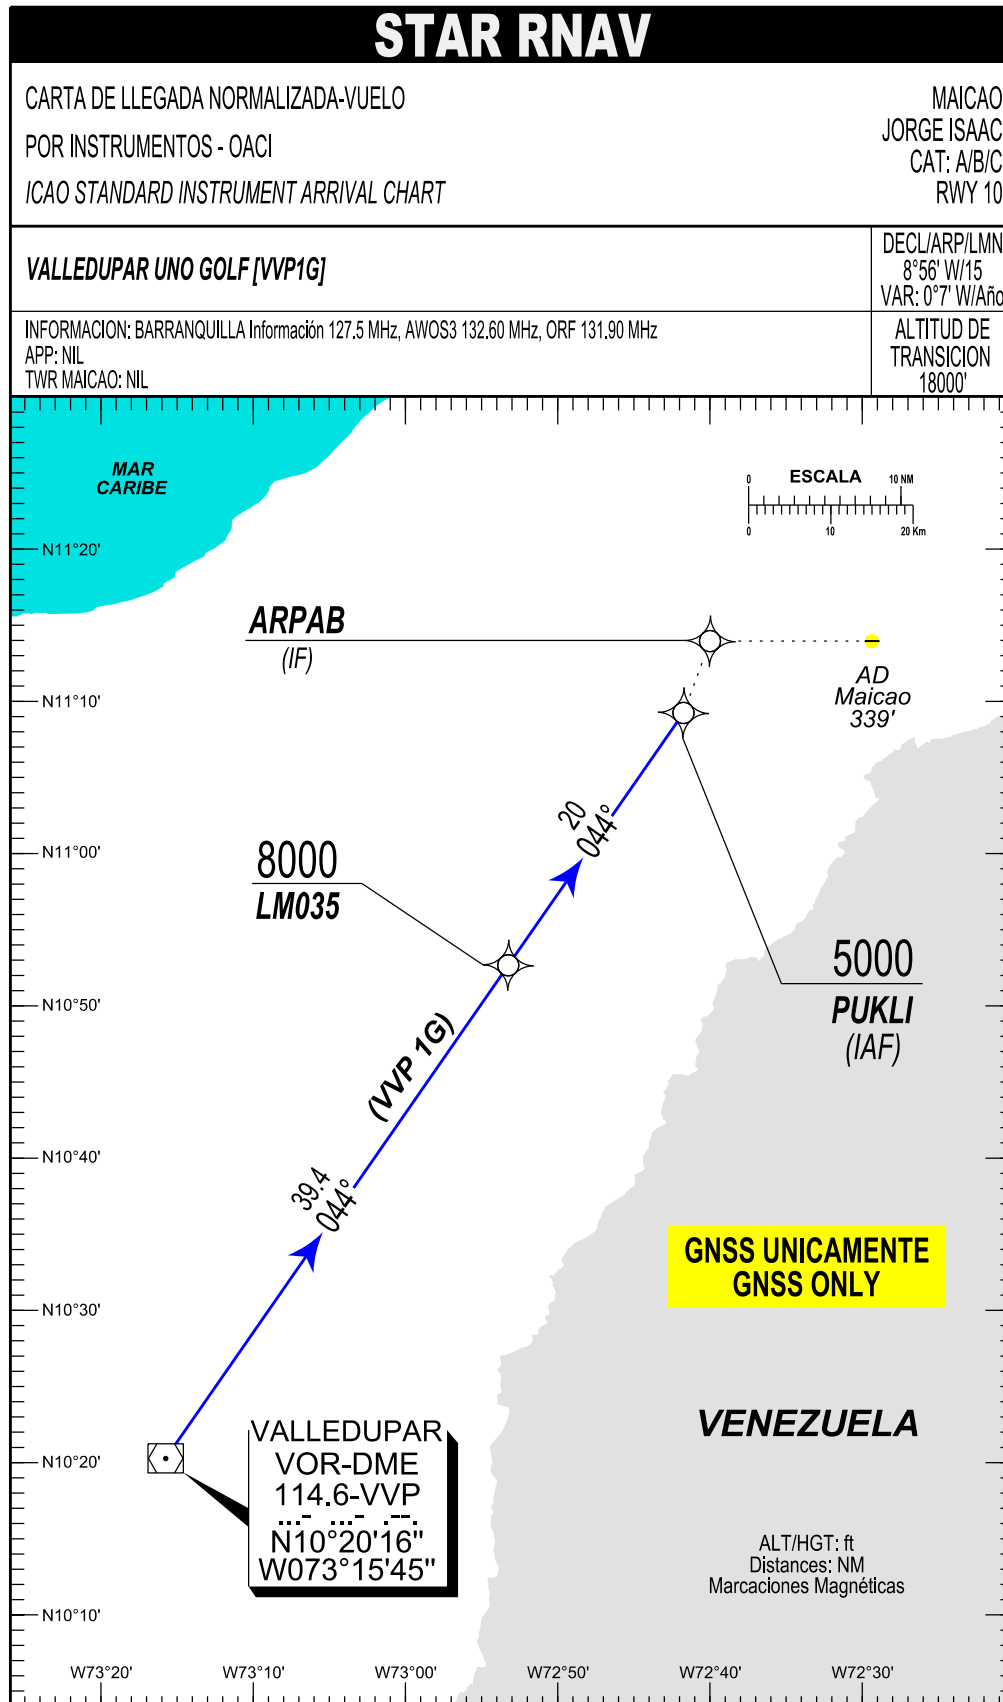 STAR RNAV
CARTA DE LLEGADA NORMALIZADA-VUELO
POR INSTRUMENTOS - OACI
ICAO STANDARD INSTRUMENT ARRIVAL CHART
MAICAO
JORGE ISAAC
CAT: A/B/C
RWY 10
VALLEDUPAR UNO GOLF [VVP1G]
DECL/ARP/LMN
8°56' W/15
VAR: 0°7' W/Año
INFORMACION: BARRANQUILLA Información 127.5 MHz, AWOS3 132.60 MHz, ORF 131.90 MHz
APP: NIL
TWR MAICAO: NIL
ALTITUD DE
TRANSICION
18000'
MAR
CARIBE
ESCALA
0
10 NM
0
10
20 Km
N11°20'
ARPAB
(IF)
AD
Maicao
339'
N11°10'
20
044°
8000
LM035
N11°00'
5000
PUKLI
(IAF)
N10°50'
(VVP 1G)
N10°40'
39.4
044°
GNSS UNICAMENTE
GNSS ONLY
N10°30'
VENEZUELA
VALLEDUPAR
VOR-DME
114.6-VVP
...- ...- .--.
N10°20'16"
W073°15'45"
N10°20'
ALT/HGT: ft
Distances: NM
Marcaciones Magnéticas
N10°10'
W73°20'
W73°10'
W73°00'
W72°50'
W72°40'
W72°30'